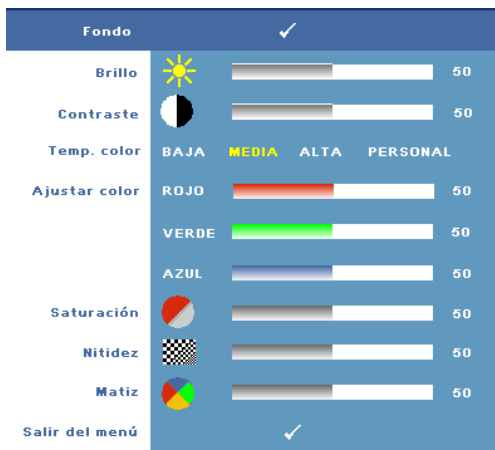 Fondo
Brillo 50
Contraste 50
Temp. color BAJA MEDIA ALTA PERSONAL
Ajustar color ROJO 50
VERDE 50
AZUL 50
Saturación 50
Nitidez 50
Matiz 50
Salir del menú